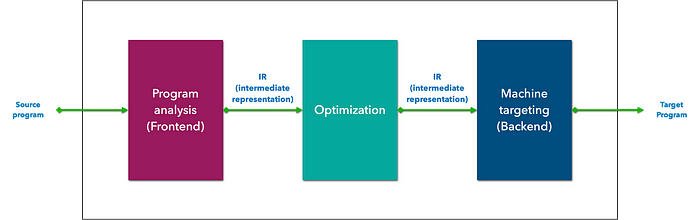 Source
program
Program
analysis
(Frontend)
IR
(intermediate
representation)
Optimization
IR
(intermediate
representation)
Machine
targeting
(Backend)
Target
Program